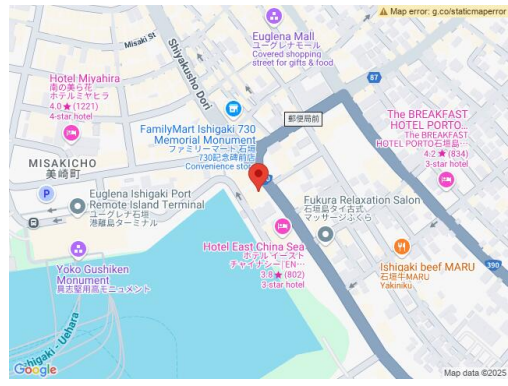 Map error: g.co/staticmaperror
Euglena Mall
ユーグレナモール
Covered shopping
street for gifts & food
Misaki St
Shiyakusho Dori
87
Hotel Miyahira
南の美ら花 …
ホテルミヤヒラ
4.0★(1221)
4-star hotel
FamilyMart Ishigaki 730
Memorial Monument
ファミリーマート 石垣
730記念碑前店
Convenience store
郵便局前
The BREAKFAST
HOTEL PORTO…
THE BREAKFAST
HOTEL PORTO石垣島…
4.2★(834)
3-star hotel
MISAKICHO
美崎町
P
Euglena Ishigaki Port
Remote Island Terminal
ユーグレナ石垣
港離島ターミナル
Fukura Relaxation Salon
石垣島タイ古式
マッサージふくら
Hotel East China Sea
ホテルイースト
チャイナシー[EN…
3.8★(802)
3-star hotel
Yoko Gushiken
Monument
具志堅用高モニュメント
Ishigaki beef MARU
石垣牛MARU
Yakiniku
390
Ishigaki - Uehara
Google
Map data ©2025